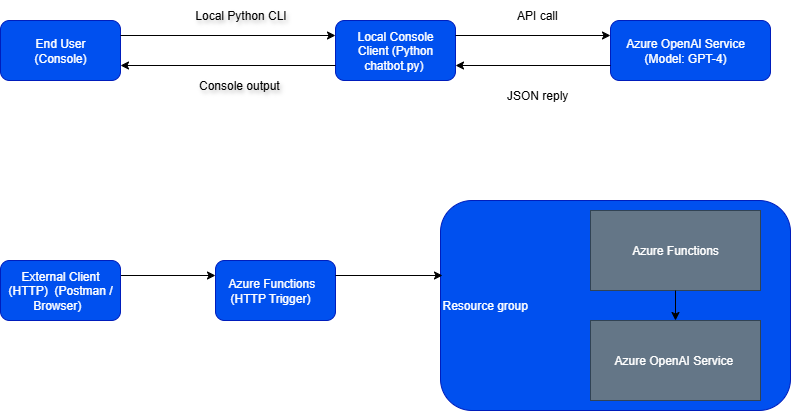 Local Python CLI
API call
End User
(Console)
Local Console
Client (Python
chatbot.py)
Azure OpenAI Service
(Model: GPT-4)
Console output
JSON reply
External Client
(HTTP) (Postman /
Browser)
Azure Functions
(HTTP Trigger)
Resource group
Azure Functions
Azure OpenAI Service